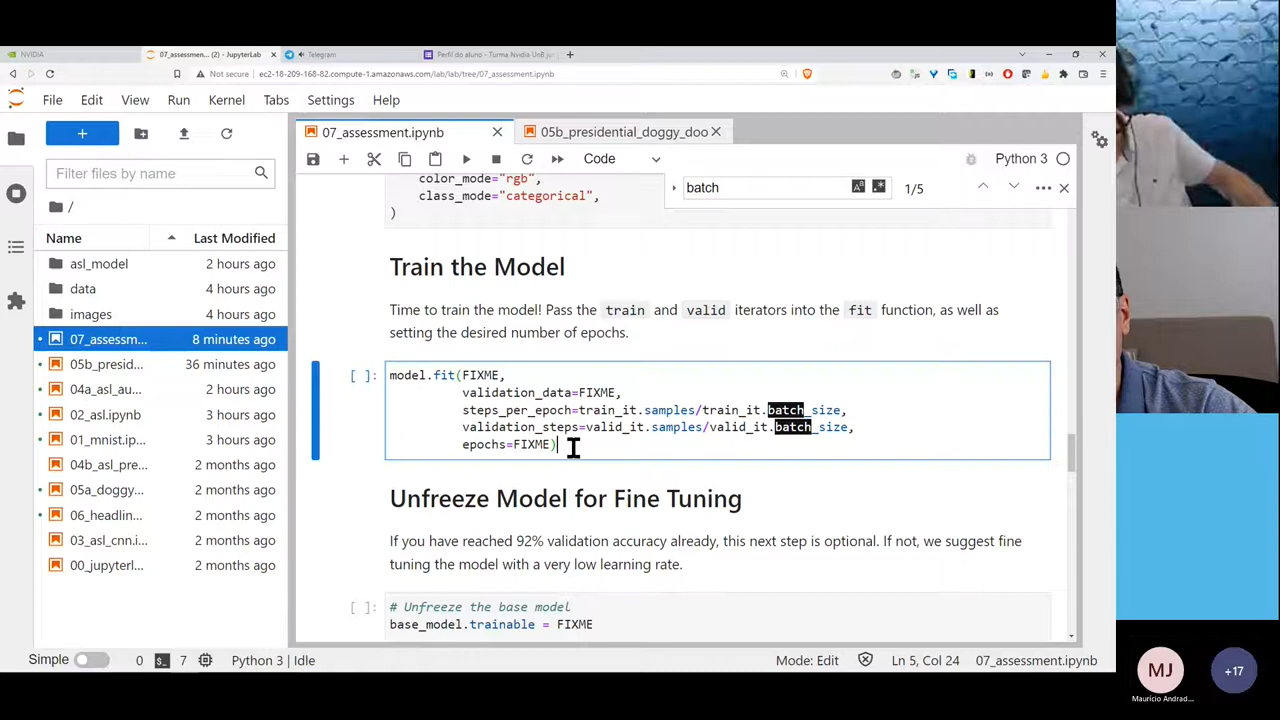 NVIDIA
07_assessmen... (2) - JupyterLab
Telegram
Perfil do aluno - Turma Nvidia UnB ju
Not secure
ec2-18-209-168-82.compute-1.amazonaws.com/lab/lab/tree/07_assessment.ipynb
File Edit View Run Kernel Tabs Settings Help
07_assessment.ipynb
05b_presidential_doggy_doo
Filter files by name
Code
Python 3
/
batch
1/5
Name
Last Modified
asl_model 2 hours ago
data 4 hours ago
images 4 hours ago
07_assessm... 8 minutes ago
05b_presid... 36 minutes ago
04a_asl_au... 2 hours ago
02_asl.ipynb 2 hours ago
01_mnist.ip... 2 hours ago
04b_asl_pre... 2 months ago
05a_doggy... 2 months ago
06_headlin... 2 months ago
03_asl_cnn.i... 2 months ago
00_jupyterl... 2 months ago
color_mode="rgb",
class_mode="categorical",
)
Train the Model
Time to train the model! Pass the train and valid iterators into the fit function, as well as
setting the desired number of epochs.
[ ]:
model.fit(FIXME,
validation_data=FIXME,
steps_per_epoch=train_it.samples/train_it.batch_size,
validation_steps=valid_it.samples/valid_it.batch_size,
epochs=FIXME)
Unfreeze Model for Fine Tuning
If you have reached 92% validation accuracy already, this next step is optional. If not, we suggest fine
tuning the model with a very low learning rate.
[ ]:
# Unfreeze the base model
base_model.trainable = FIXME
Simple
0
7
Python 3 | Idle
Mode: Edit
Ln 5, Col 24
07_assessment.ipynb
MJ
Maurício Andrad...
+17